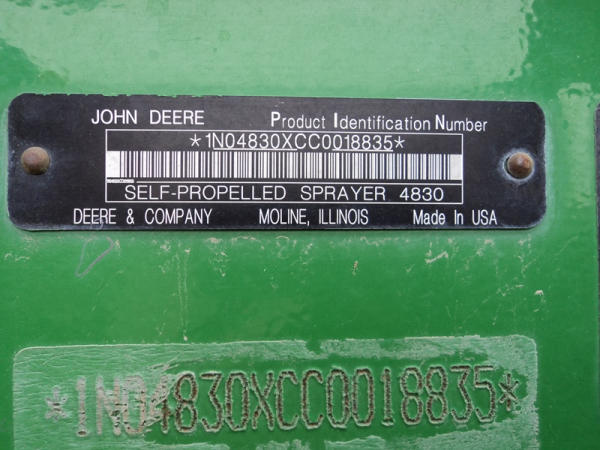 JOHN DEERE Product Identification Number
*1N04830XCC0018835*
SELF-PROPELLED SPRAYER 4830
DEERE & COMPANY MOLINE, ILLINOIS Made In USA
*1N04830XCC0018835*